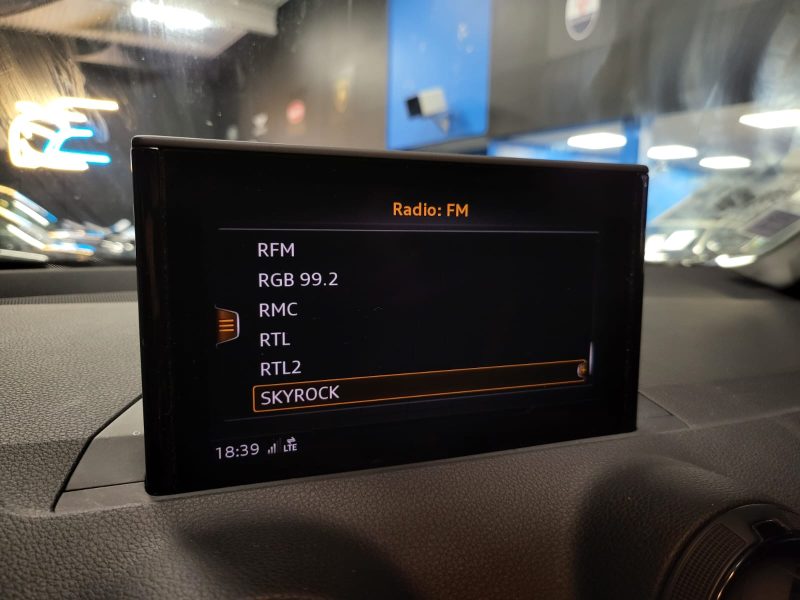 Radio: FM
RFM
RGB 99.2
RMC
RTL
RTL2
SKYROCK
18:39 LTE